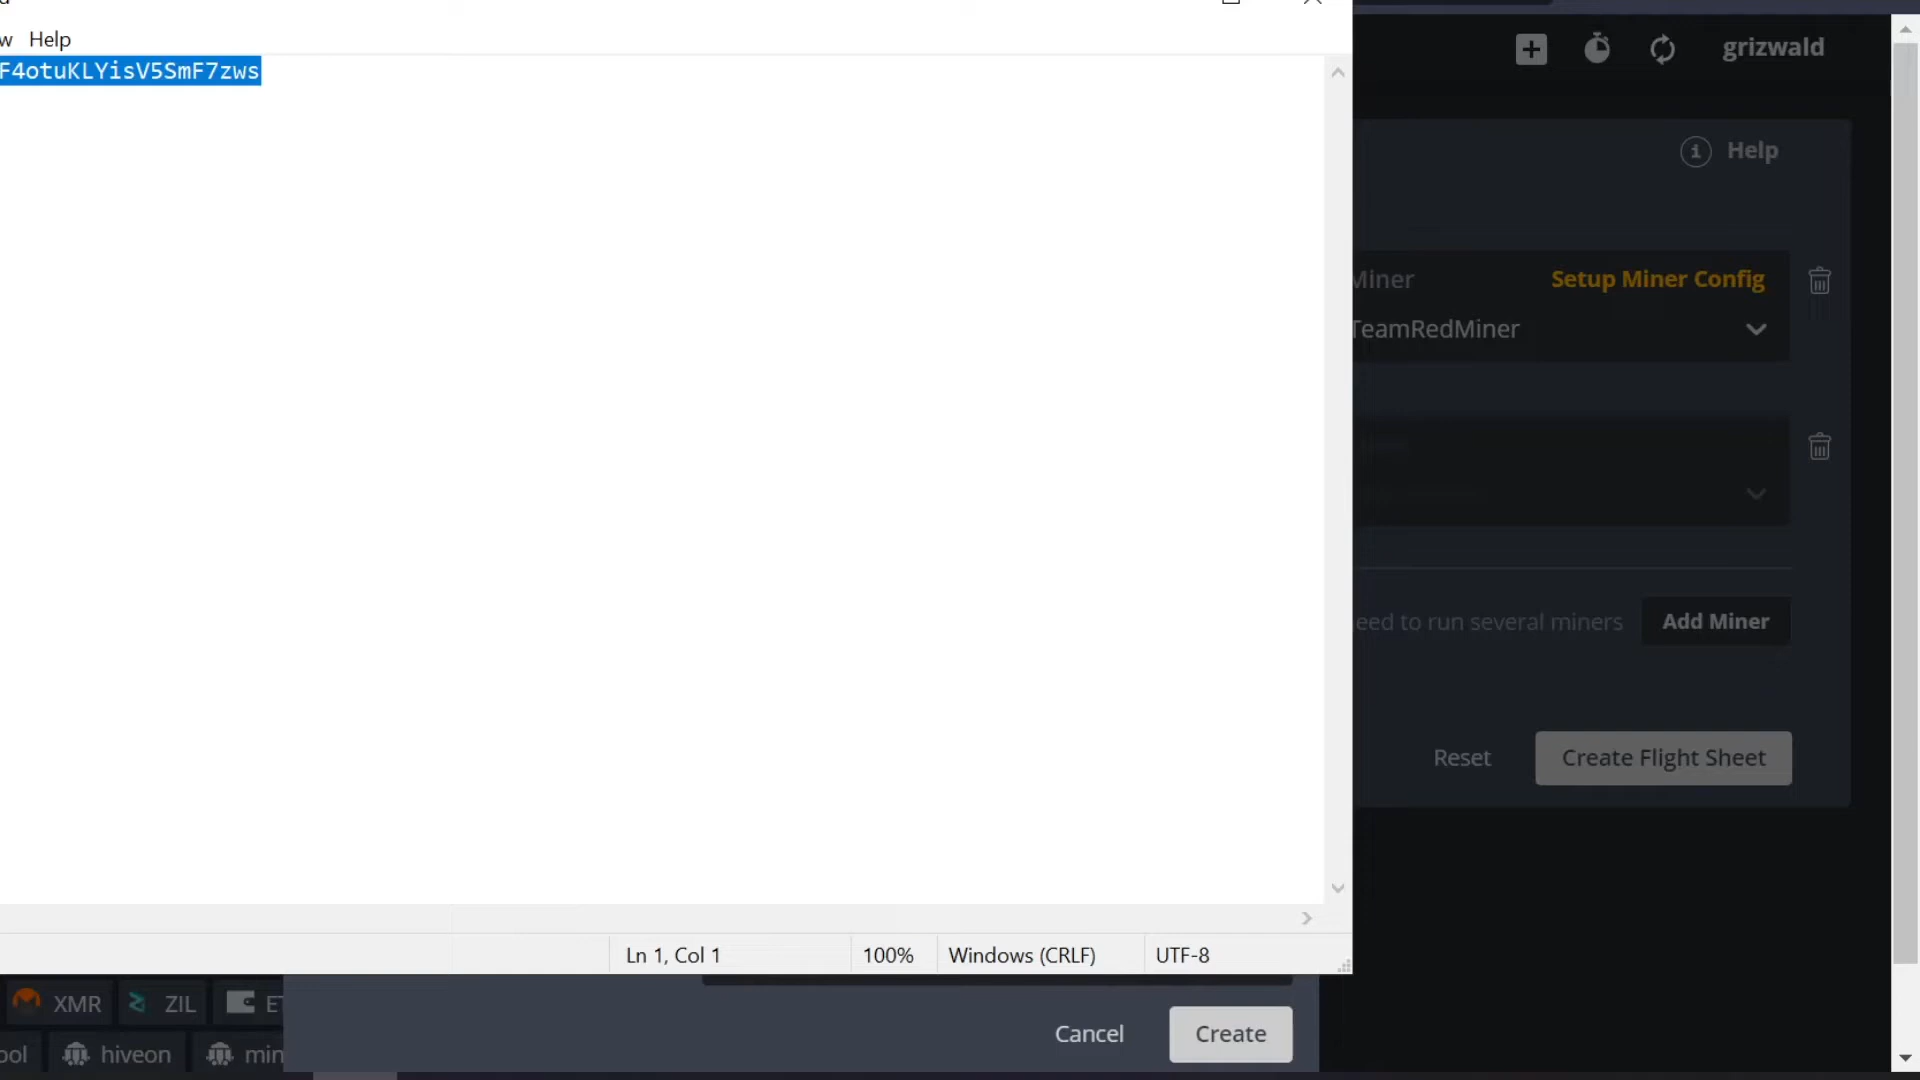 w Help
F4otuKLYisV5SmF7zws
grizwald
Help
Miner Setup Miner Config
TeamRedMiner
eed to run several miners Add Miner
Reset Create Flight Sheet
Ln 1, Col 1 100% Windows (CRLF) UTF-8
XMR ZIL ET
Cancel Create
ool hiveon min